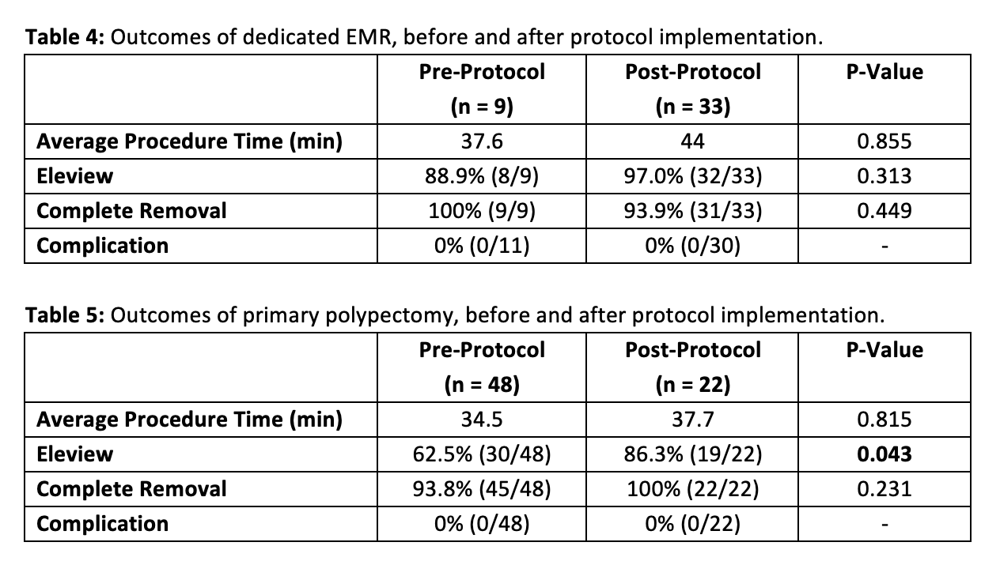 Table 4: Outcomes of dedicated EMR, before and after protocol implementation.
Pre-Protocol Post-Protocol P-Value
(n = 9) (n = 33)
Average Procedure Time (min) 37.6 44 0.855
Eleview 88.9% (8/9) 97.0% (32/33) 0.313
Complete Removal 100% (9/9) 93.9% (31/33) 0.449
Complication 0% (0/11) 0% (0/30) -
Table 5: Outcomes of primary polypectomy, before and after protocol implementation.
Pre-Protocol Post-Protocol P-Value
(n = 48) (n = 22)
Average Procedure Time (min) 34.5 37.7 0.815
Eleview 62.5% (30/48) 86.3% (19/22) 0.043
Complete Removal 93.8% (45/48) 100% (22/22) 0.231
Complication 0% (0/48) 0% (0/22) -